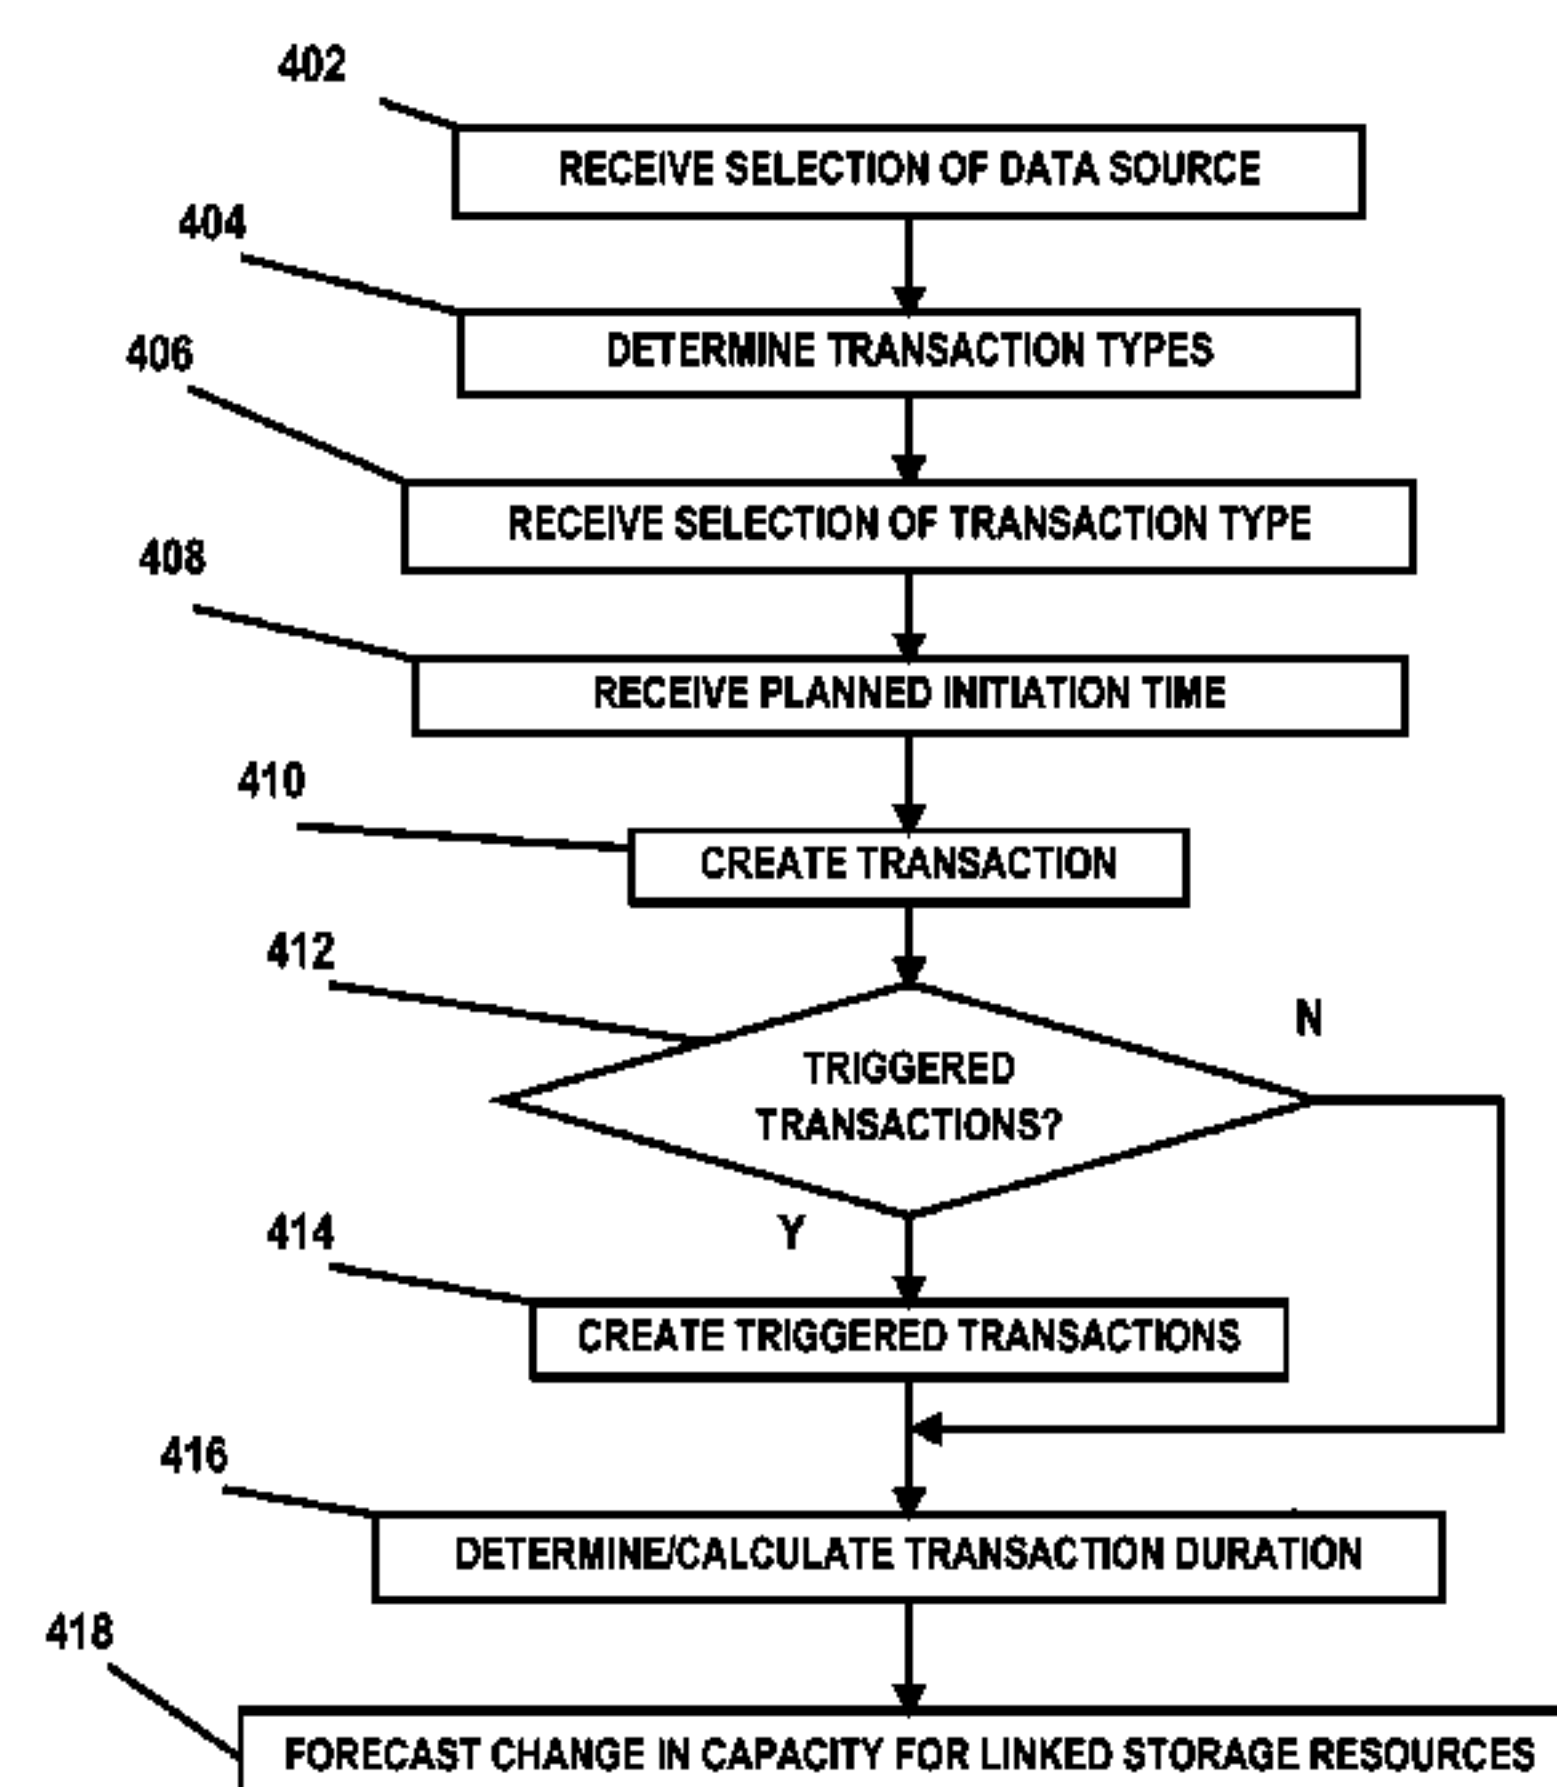 402
RECEIVE SELECTION OF DATA SOURCE
404
DETERMINE TRANSACTION TYPES
406
RECEIVE SELECTION OF TRANSACTION TYPE
408
RECEIVE PLANNED INITIATION TIME
410
CREATE TRANSACTION
412
N
TRIGGERED
TRANSACTIONS?
Y
414
CREATE TRIGGERED TRANSACTIONS
416
DETERMINE/CALCULATE TRANSACTION DURATION
418
FORECAST CHANGE IN CAPACITY FOR LINKED STORAGE RESOURCES